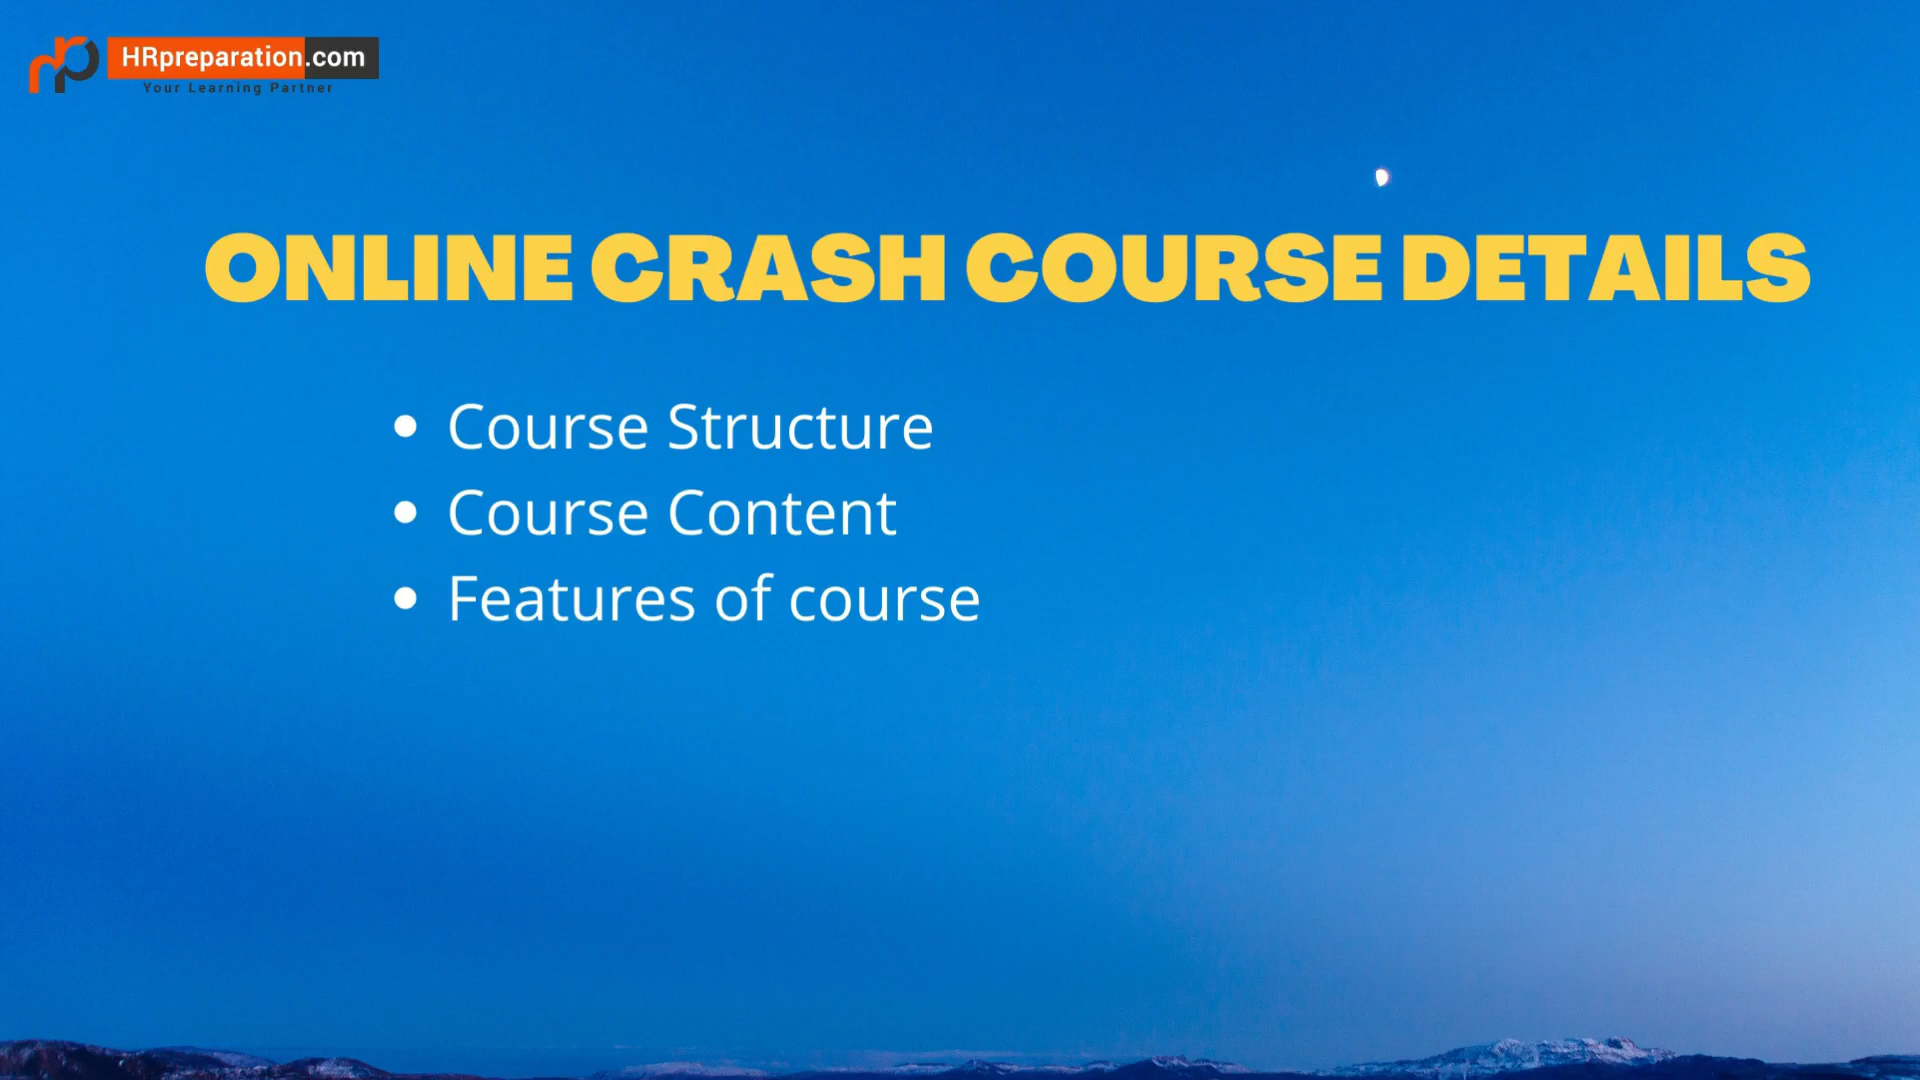 HRpreparation.com
Your Learning Partner
ONLINE CRASH COURSE DETAILS
• Course Structure
• Course Content
• Features of course